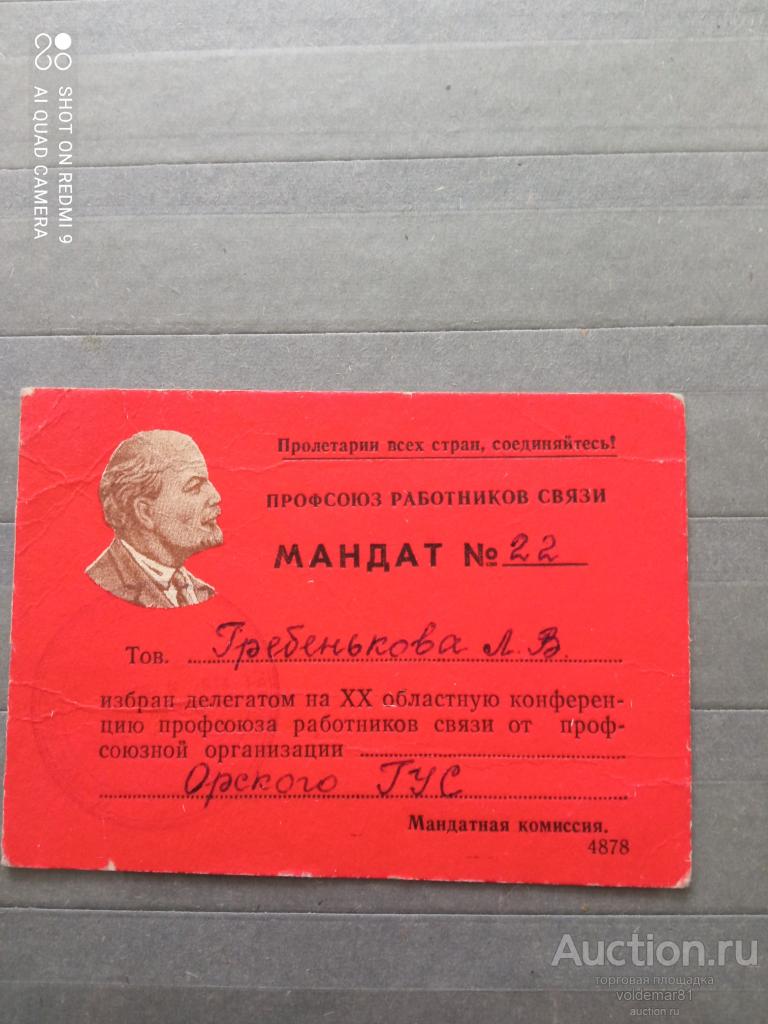 SHOT ON REDMI 9
AI QUAD CAMERA
Пролетарии всех стран, соединяйтесь!
ПРОФСОЮЗ РАБОТНИКОВ СВЯЗИ
МАНДАТ № 22
Тов. Гребенькова Л. В.
избран делегатом на XX областную конферен-
цию профсоюза работников связи от проф-
союзной организации
Орского ГУС
Мандатная комиссия.
4878
Auction.ru
торговая площадка
voldemar81
auction.ru